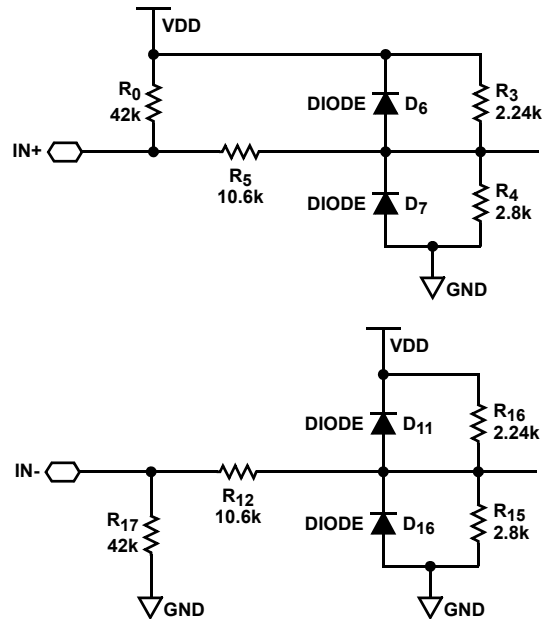 VDD
R0
42k
DIODE
D6
R3
2.24k
IN+
R5
10.6k
DIODE
D7
R4
2.8k
GND
VDD
DIODE
D11
R16
2.24k
IN-
R12
10.6k
R17
42k
DIODE
D16
R15
2.8k
GND
GND